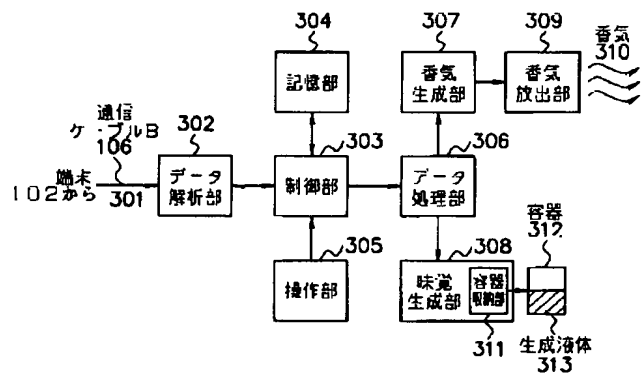 304
記憶部
307
香気
生成部
309
香気
放出部
香気
310
通信
ケーブルB
106
302
データ
解析部
端末
102から
301
303
制御部
306
データ
処理部
305
操作部
308
味覚
生成部
容器
収納部
311
容器
312
生成液体
313